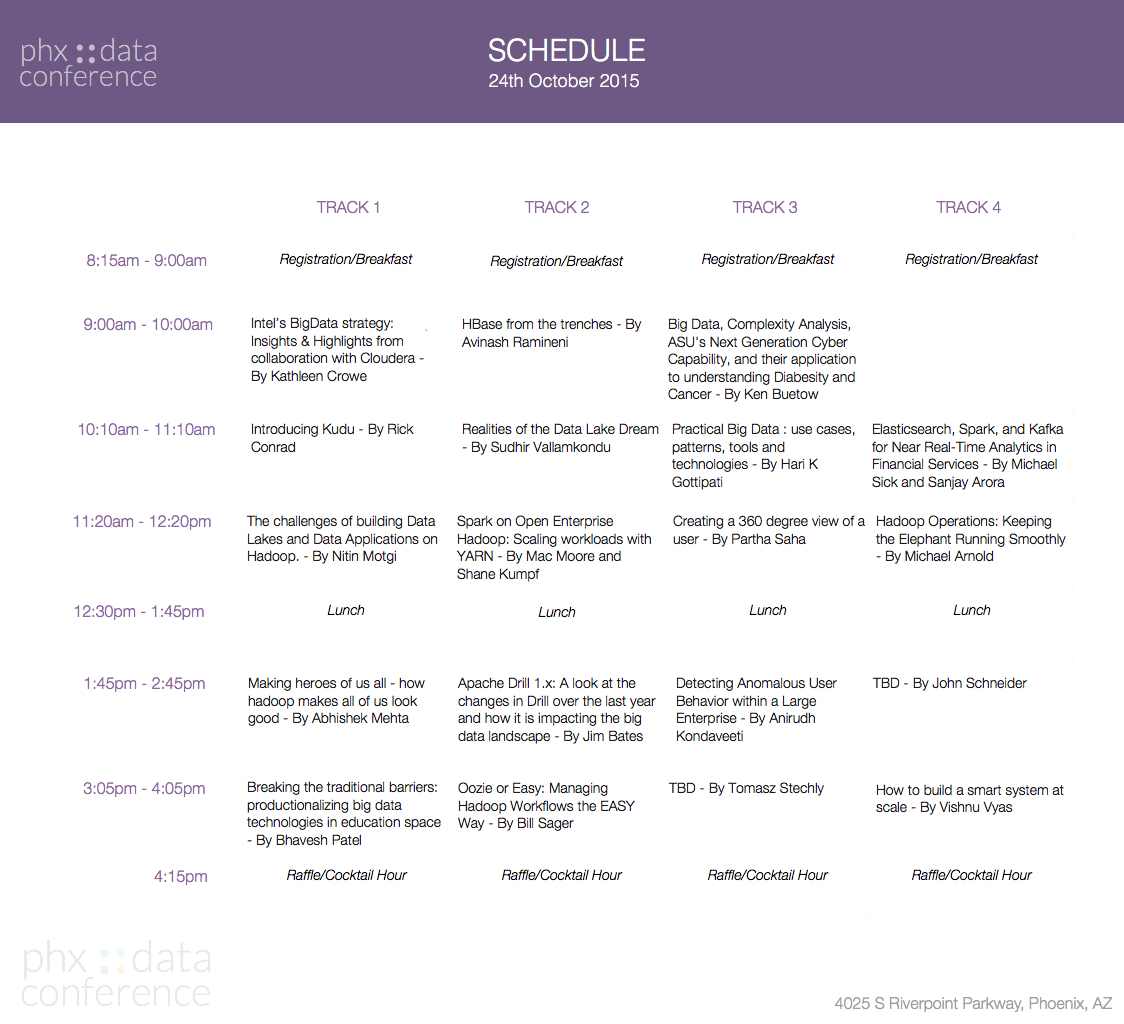 phx :: data
conference
SCHEDULE
24th October 2015
TRACK 1
TRACK 2
TRACK 3
TRACK 4
8:15am - 9:00am
Registration/Breakfast
Registration/Breakfast
Registration/Breakfast
Registration/Breakfast
9:00am - 10:00am
Intel's BigData strategy:
Insights & Highlights from
collaboration with Cloudera -
By Kathleen Crowe
HBase from the trenches - By
Avinash Ramineni
Big Data, Complexity Analysis,
ASU's Next Generation Cyber
Capability, and their application
to understanding Diabesity and
Cancer - By Ken Buetow
10:10am - 11:10am
Introducing Kudu - By Rick
Conrad
Realities of the Data Lake Dream
- By Sudhir Vallamkondu
Practical Big Data : use cases,
patterns, tools and
technologies - By Hari K
Gottipati
Elasticsearch, Spark, and Kafka
for Near Real-Time Analytics in
Financial Services - By Michael
Sick and Sanjay Arora
11:20am - 12:20pm
The challenges of building Data
Lakes and Data Applications on
Hadoop. - By Nitin Motgi
Spark on Open Enterprise
Hadoop: Scaling workloads with
YARN - By Mac Moore and
Shane Kumpf
Creating a 360 degree view of a
user - By Partha Saha
Hadoop Operations: Keeping
the Elephant Running Smoothly
- By Michael Arnold
12:30pm - 1:45pm
Lunch
Lunch
Lunch
Lunch
1:45pm - 2:45pm
Making heroes of us all - how
hadoop makes all of us look
good - By Abhishek Mehta
Apache Drill 1.x: A look at the
changes in Drill over the last year
and how it is impacting the big
data landscape - By Jim Bates
Detecting Anomalous User
Behavior within a Large
Enterprise - By Anirudh
Kondaveeti
TBD - By John Schneider
3:05pm - 4:05pm
Breaking the traditional barriers:
productionalizing big data
technologies in education space
- By Bhavesh Patel
Oozie or Easy: Managing
Hadoop Workflows the EASY
Way - By Bill Sager
TBD - By Tomasz Stechly
How to build a smart system at
scale - By Vishnu Vyas
4:15pm
Raffle/Cocktail Hour
Raffle/Cocktail Hour
Raffle/Cocktail Hour
Raffle/Cocktail Hour
phx :: data
conference
4025 S Riverpoint Parkway, Phoenix, AZ